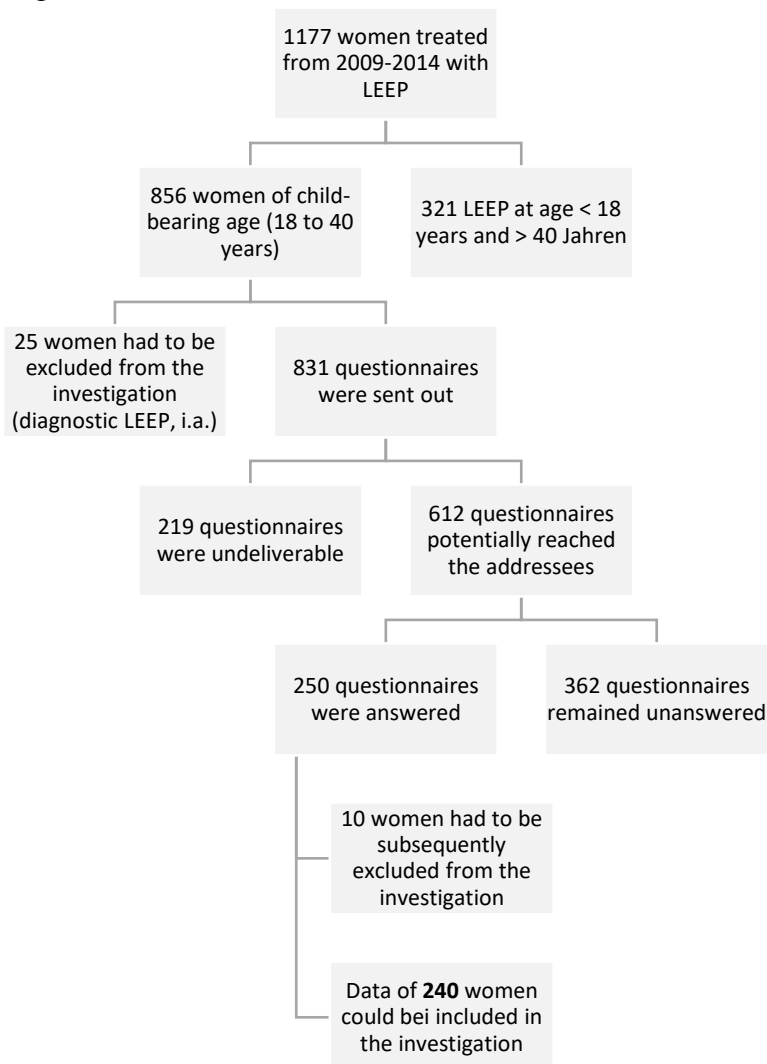 1177 women treated
from 2009-2014 with
LEEP
856 women of child-
bearing age (18 to 40
years)
321 LEEP at age < 18
years and > 40 Jahren
25 women had to be
excluded from the
investigation
(diagnostic LEEP, i.a.)
831 questionnaires
were sent out
219 questionnaires
were undeliverable
612 questionnaires
potentially reached
the addressees
250 questionnaires
were answered
362 questionnaires
remained unanswered
10 women had to be
subsequently
excluded from the
investigation
Data of 240 women
could bei included in
the investigation